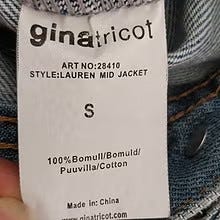 ginatricot
ART NO:28410
STYLE:LAUREN MID JACKET
S
100%Bomull/Bomuld/
Puuvilla/Cotton
Made in: China
www.ginatricot.com